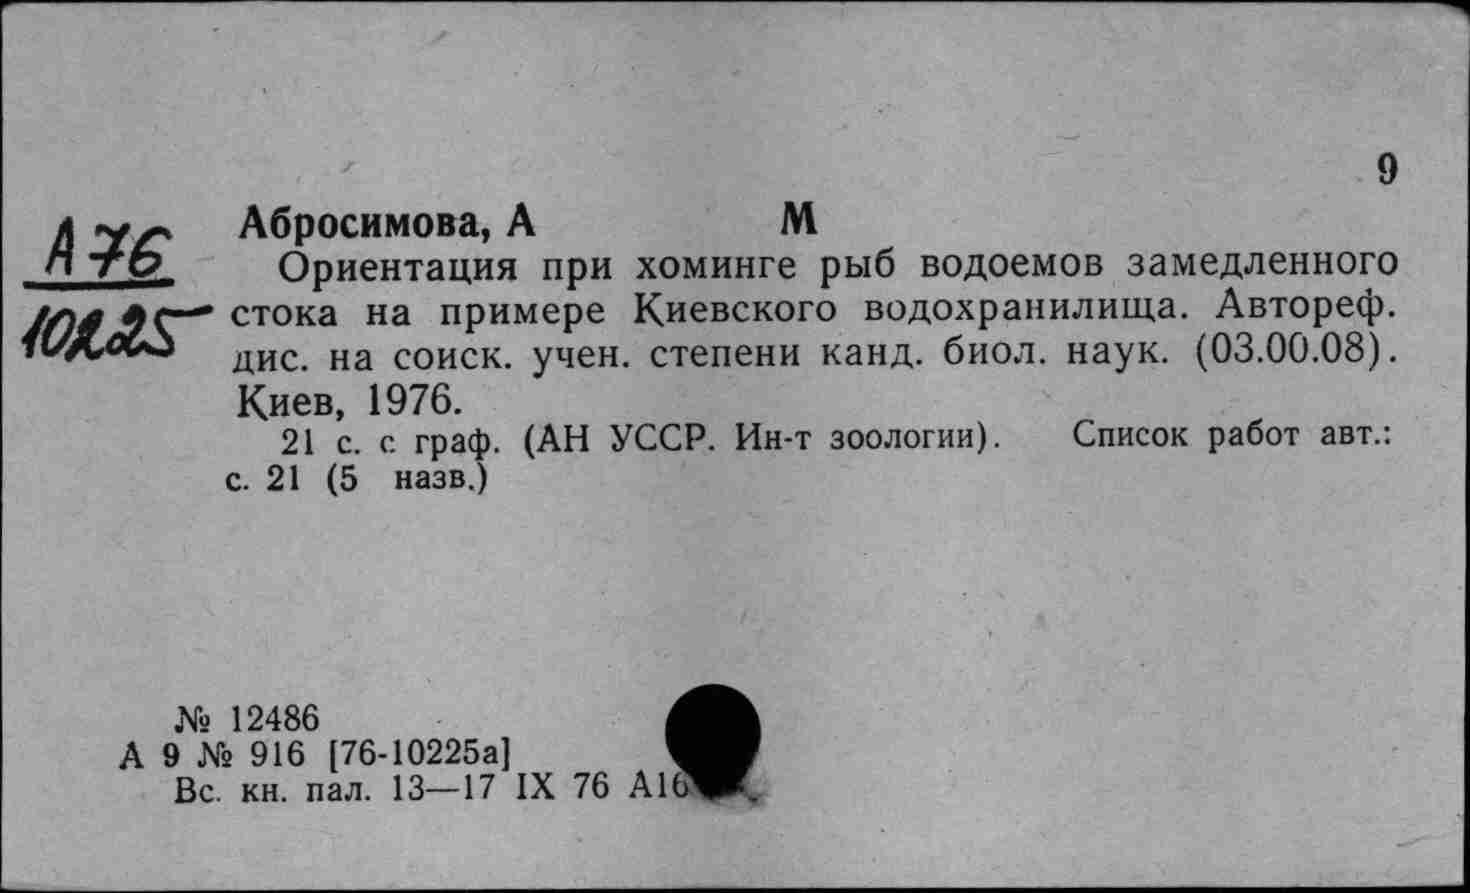 9
А76
10225
Абросимова, А М
Ориентация при хоминге рыб водоемов замедленного
стока на примере Киевского водохранилища. Автореф.
дис. на соиск. учен. степени канд. биол. наук. (03.00.08).
Киев, 1976.
21 с. с граф. (АН УССР. Ин-т зоологии). Список работ авт.:
с. 21 (5 назв.)
№ 12486
А 9 № 916 [76-10225а]
Вс. кн. пал. 13—17 IX 76